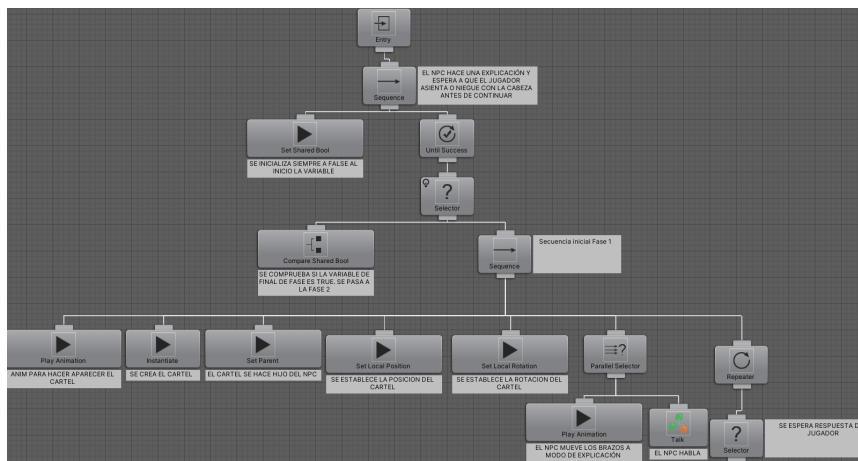 Entry
Sequence
EL NPC HACE UNA EXPLICACIÓN Y
ESPERA A QUE EL JUGADOR
ASIENTA O NIEGUE CON LA CABEZA
ANTES DE CONTINUAR
Set Shared Bool
SE INICIALIZA SIEMPRE A FALSE AL
INICIO LA VARIABLE
Until Success
Selector
Compare Shared Bool
SE COMPRUEBA SI LA VARIABLE DE
FINAL DE FASE ES TRUE. SE PASA A
LA FASE 2
Sequence
Secuencia inicial Fase 1
Play Animation
ANIM PARA HACER APARECER EL
CARTEL
Instantiate
SE CREA EL CARTEL
Set Parent
EL CARTEL SE HACE HIJO DEL NPC
Set Local Position
SE ESTABLECE LA POSICION DEL
CARTEL
Set Local Rotation
SE ESTABLECE LA ROTACION DEL
CARTEL
Parallel Selector
Repeater
Play Animation
EL NPC MUEVE LOS BRAZOS A
MODO DE EXPLICACIÓN
Talk
EL NPC HABLA
Selector
SE ESPERA RESPUESTA D
JUGADOR